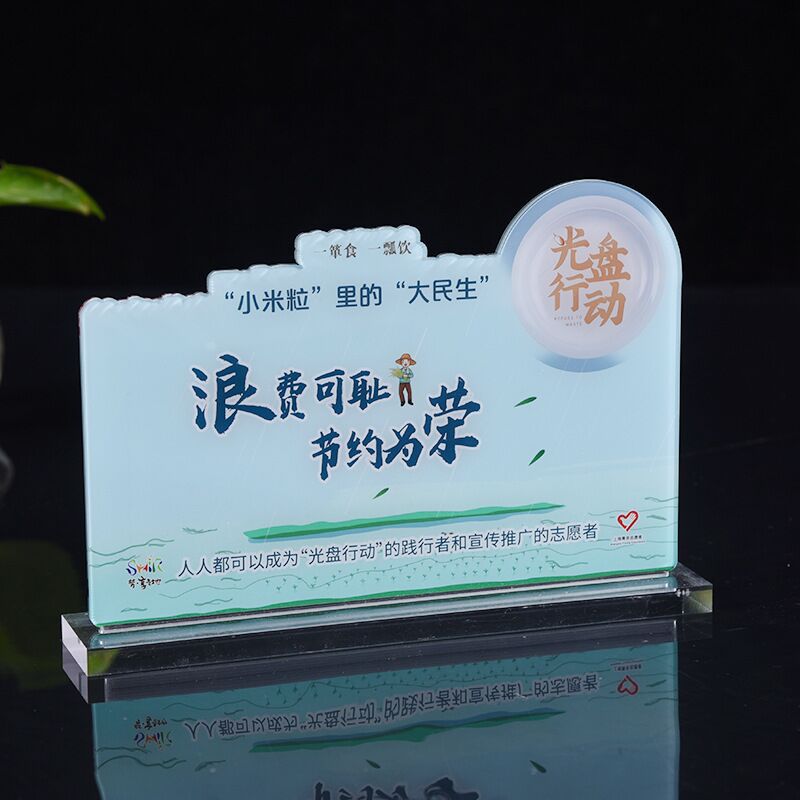 一箪食 一瓢饮
“小米粒”里的“大民生”
光盘
行动
浪费可耻
节约为荣
人人都可以成为“光盘行动”的践行者和宣传推广的志愿者